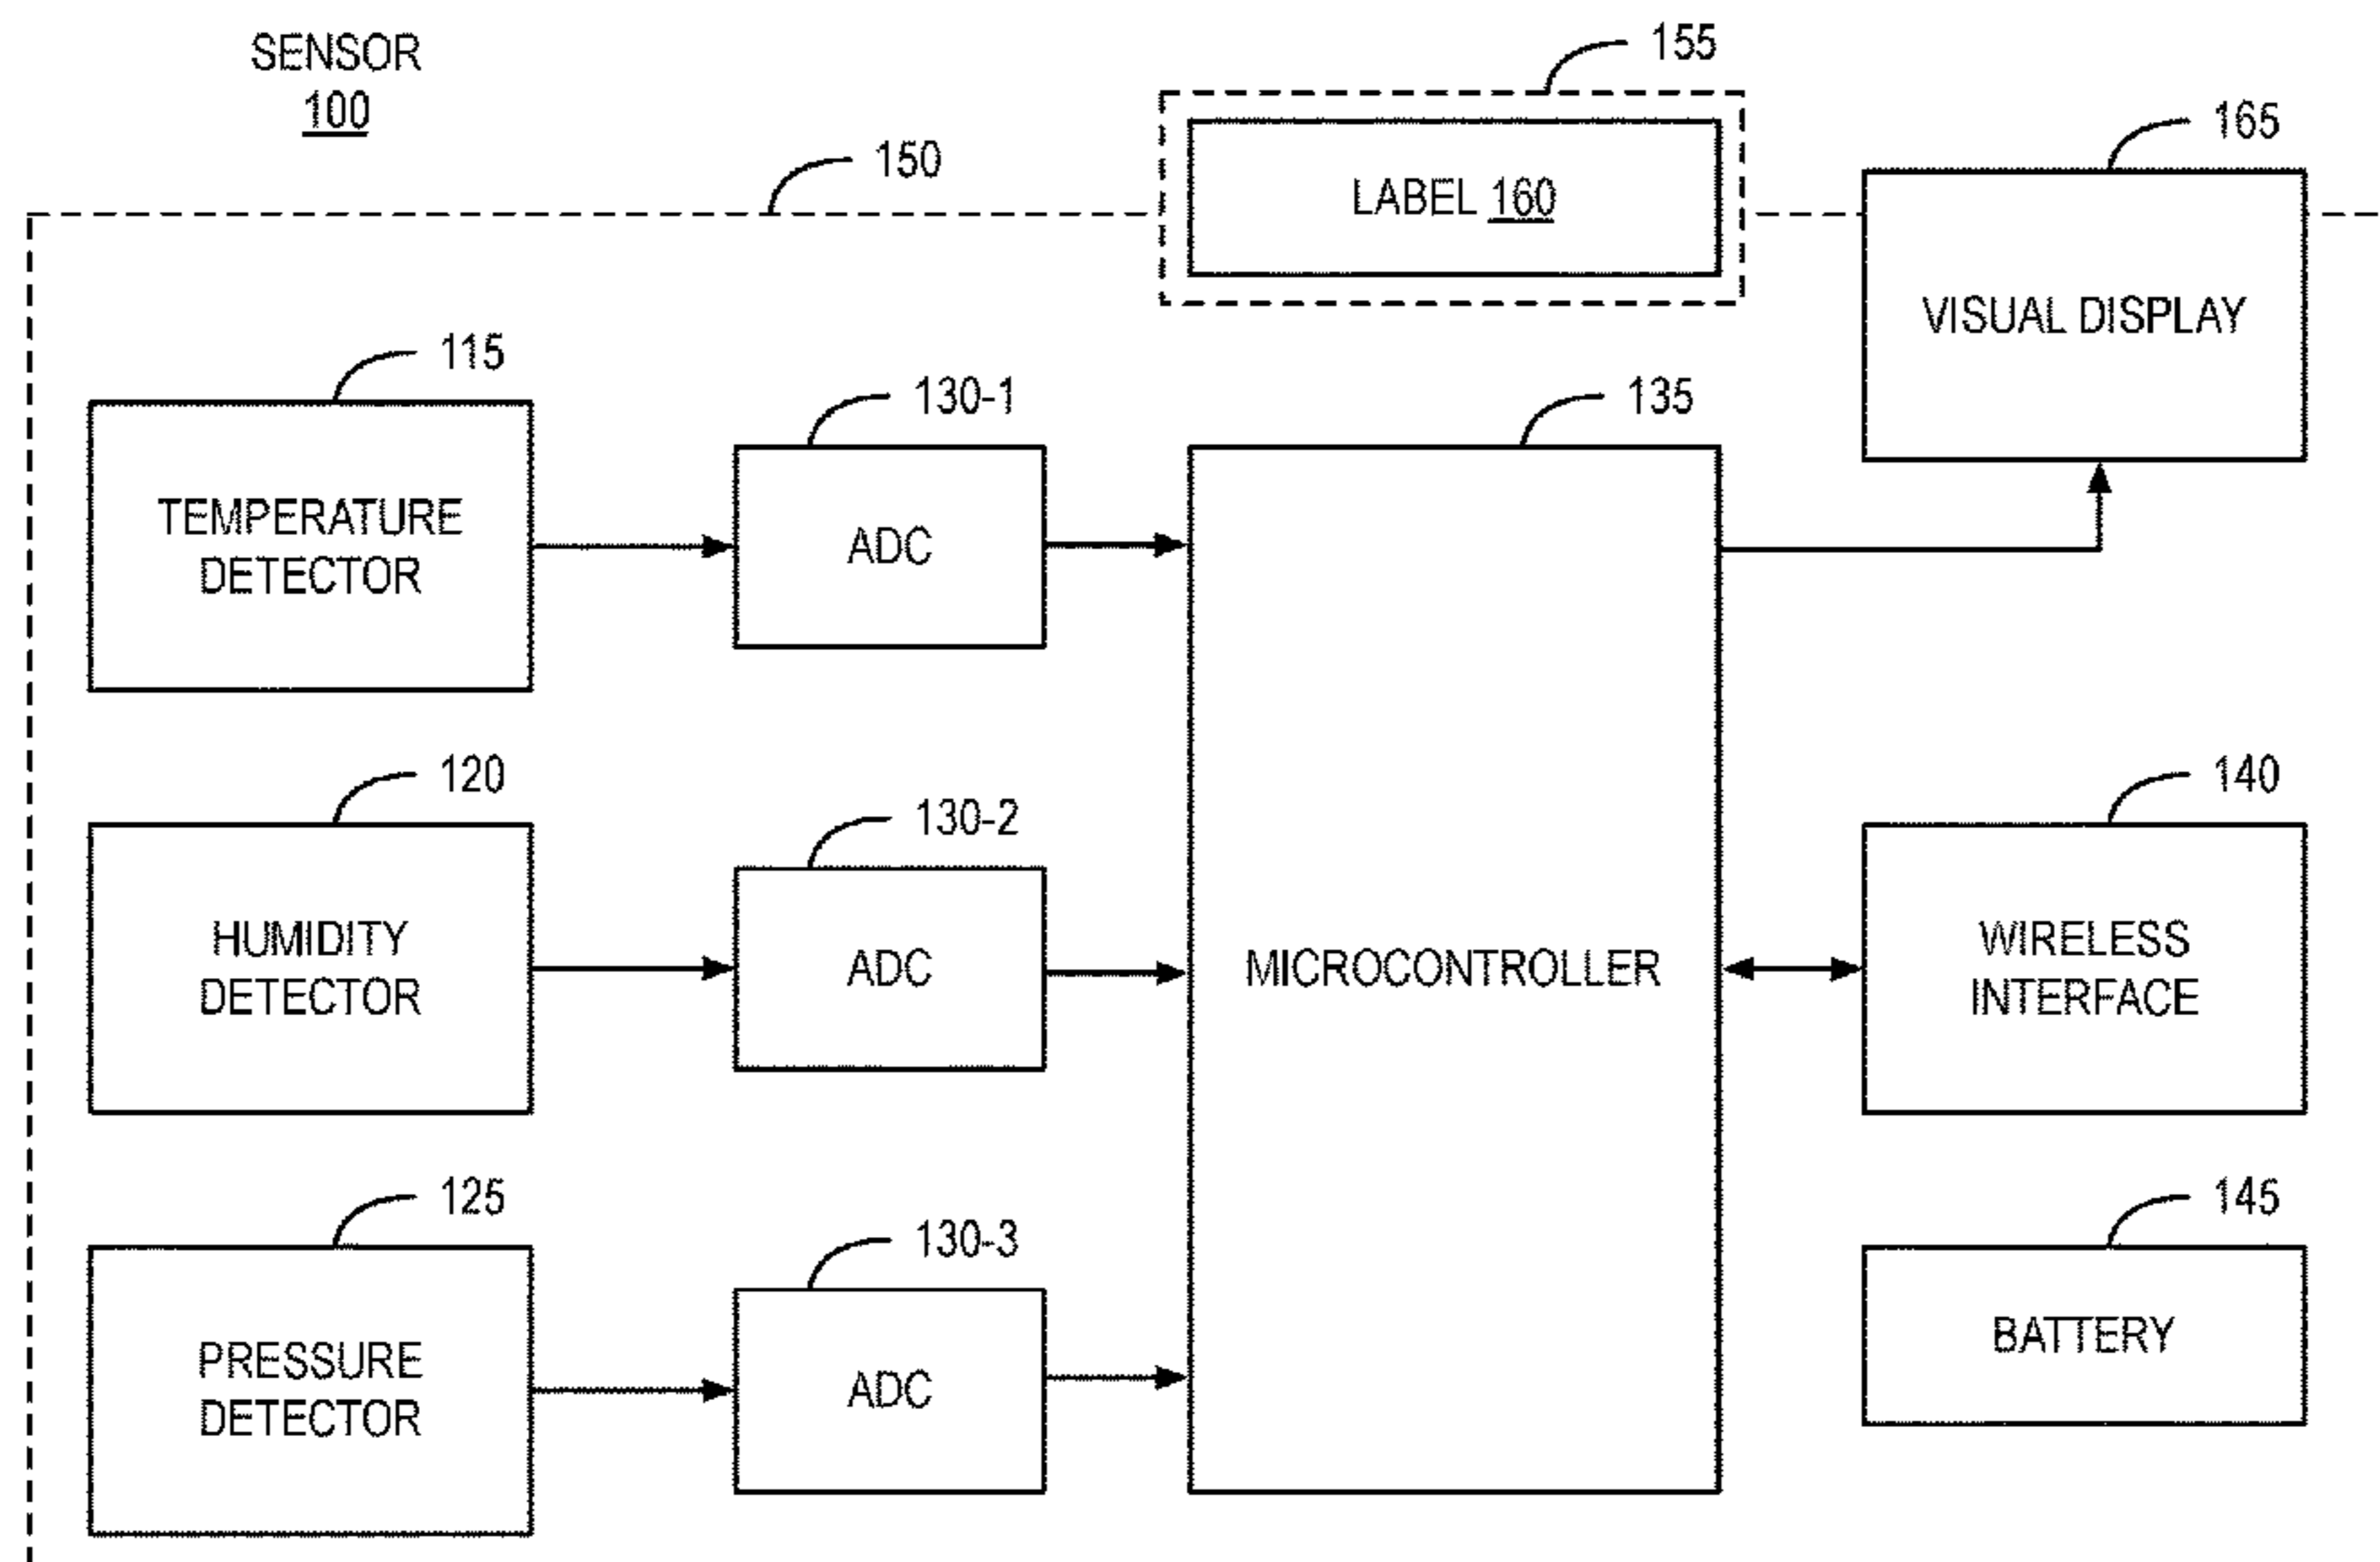 SENSOR
100
155
150
LABEL 160
165
VISUAL DISPLAY
115
130-1
135
TEMPERATURE
DETECTOR
ADC
120
130-2
140
HUMIDITY
DETECTOR
ADC
MICROCONTROLLER
WIRELESS
INTERFACE
125
130-3
145
PRESSURE
DETECTOR
ADC
BATTERY